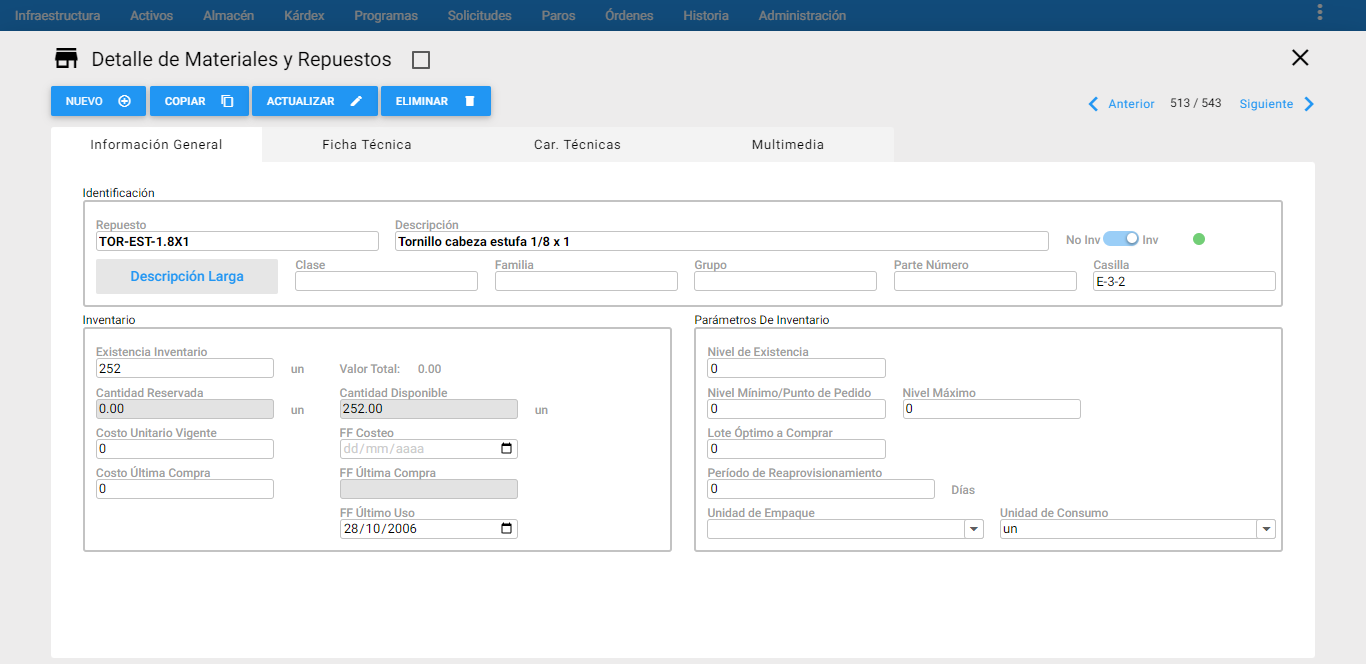 Infraestructura Activos Almacén Kárdex Programas Solicitudes Paros Órdenes Historia Administración
Detalle de Materiales y Repuestos
NUEVO COPIAR ACTUALIZAR ELIMINAR
Anterior 513 / 543 Siguiente
Información General Ficha Técnica Car. Técnicas Multimedia
Identificación
Repuesto Descripción
TOR-EST-1.8X1 Tornillo cabeza estufa 1/8 x 1 No Inv Inv
Descripción Larga Clase Familia Grupo Parte Número Casilla
E-3-2
Inventario
Existencia Inventario
252 un Valor Total: 0.00
Cantidad Reservada Cantidad Disponible
0.00 un 252.00 un
Costo Unitario Vigente FF Costeo
0 dd/mm/aaaa
Costo Última Compra FF Última Compra
0
FF Último Uso
28/10/2006
Parámetros De Inventario
Nivel de Existencia
0
Nivel Mínimo/Punto de Pedido Nivel Máximo
0 0
Lote Óptimo a Comprar
0
Período de Reaprovisionamiento
0 Días
Unidad de Empaque Unidad de Consumo
un